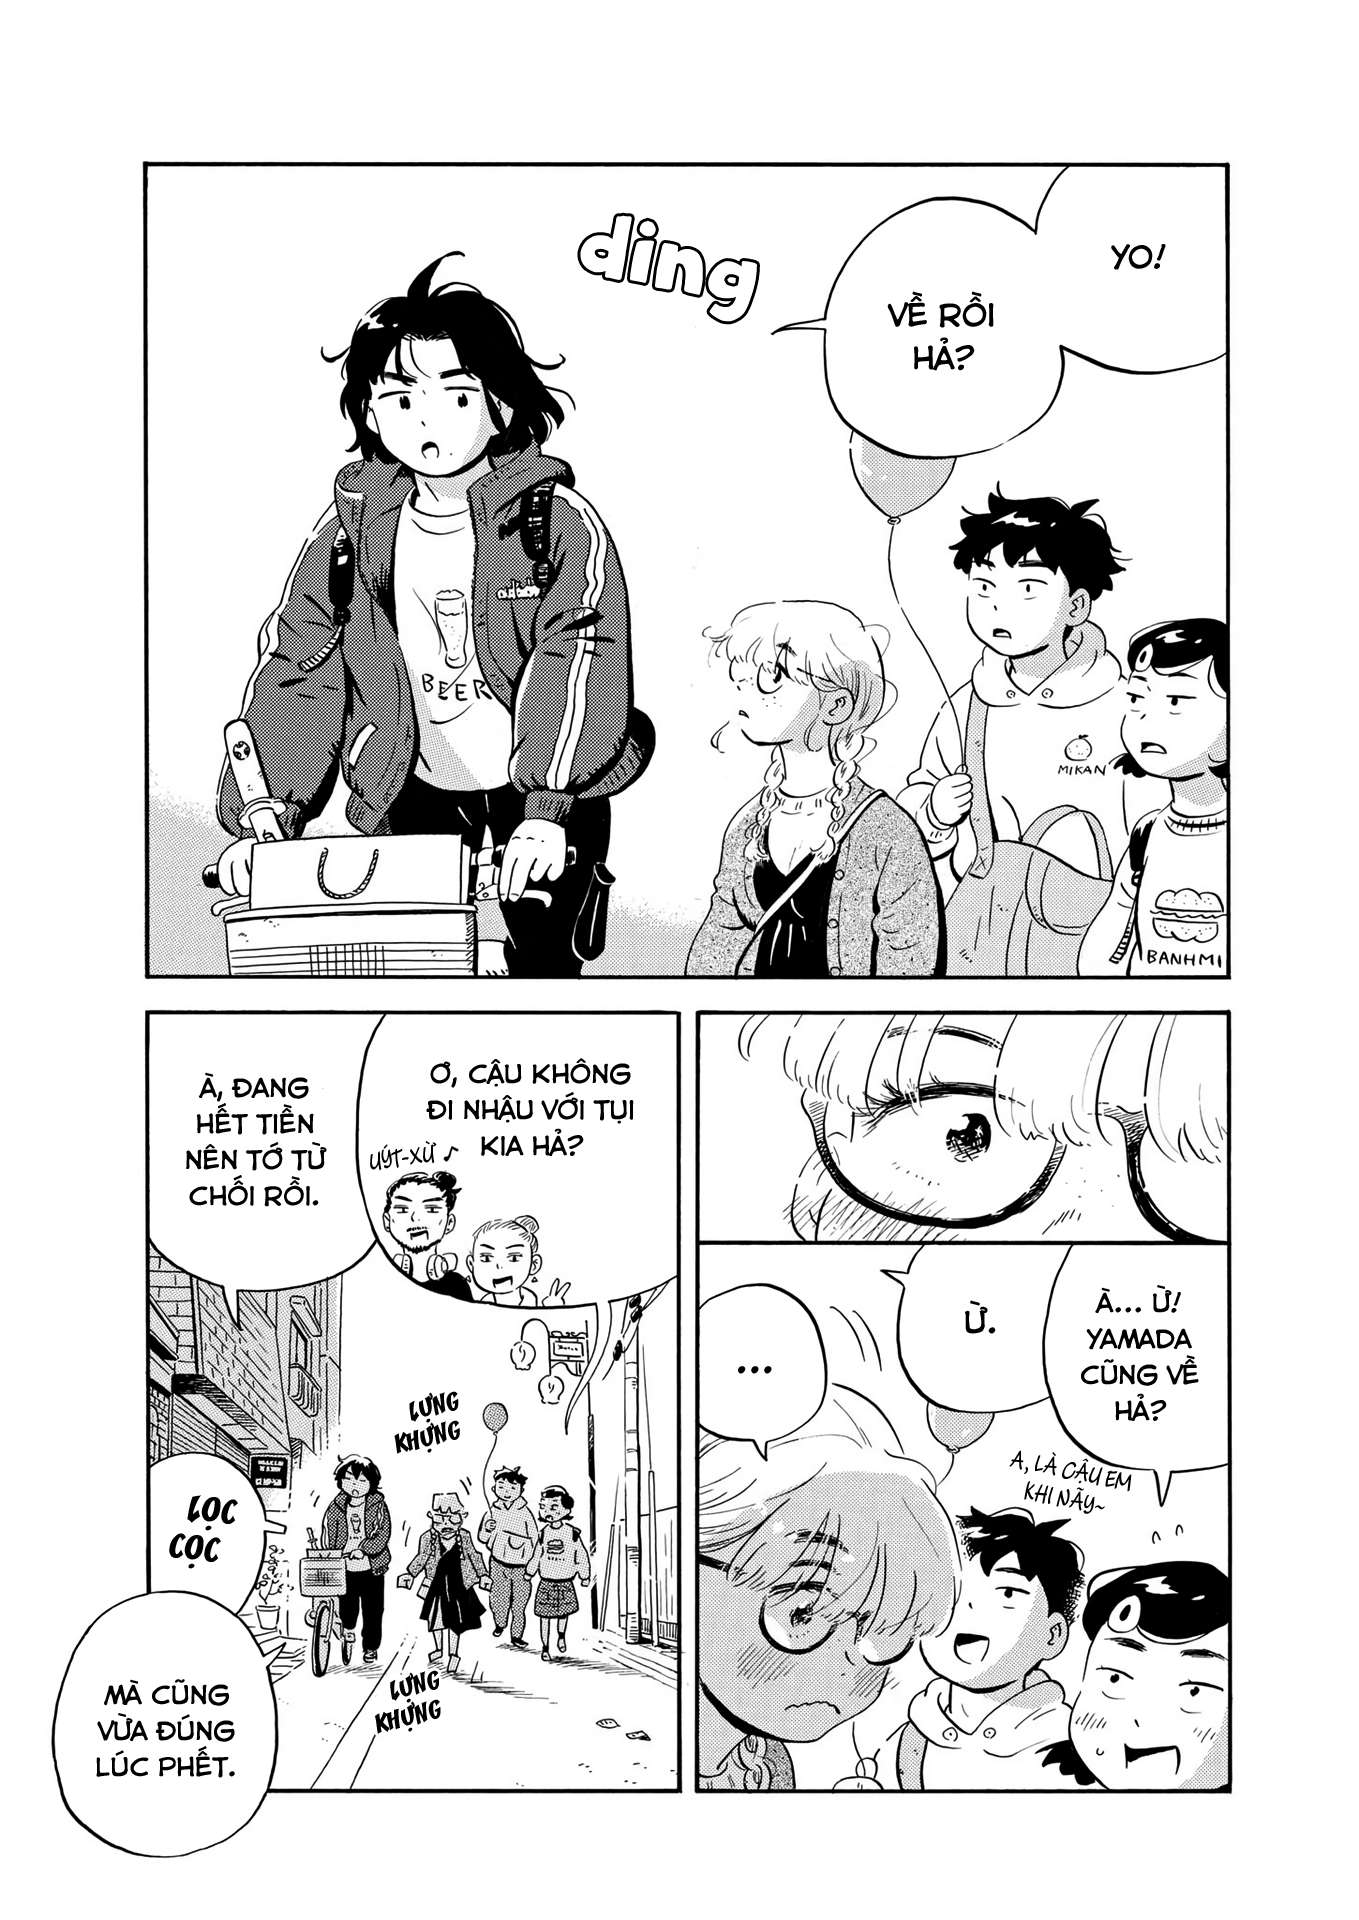 YO!
VỀ RỒI
HẢ?
ding
BEER
MIKAN
BANHMI
À... Ừ!
YAMADA
CŨNG VỀ
HẢ?
Ừ.
...
A, LÀ CẬU EM
KHI NÃY~
Ơ, CẬU KHÔNG
ĐI NHẬU VỚI TỤI
KIA HẢ?
UÝT-XỪ ♪
À, ĐANG
HẾT TIỀN
NÊN TỚ TỪ
CHỐI RỒI.
LỰNG
KHỰNG
LỌC
CỌC
LỰNG
KHỰNG
MÀ CŨNG
VỪA ĐÚNG
LÚC PHẾT.